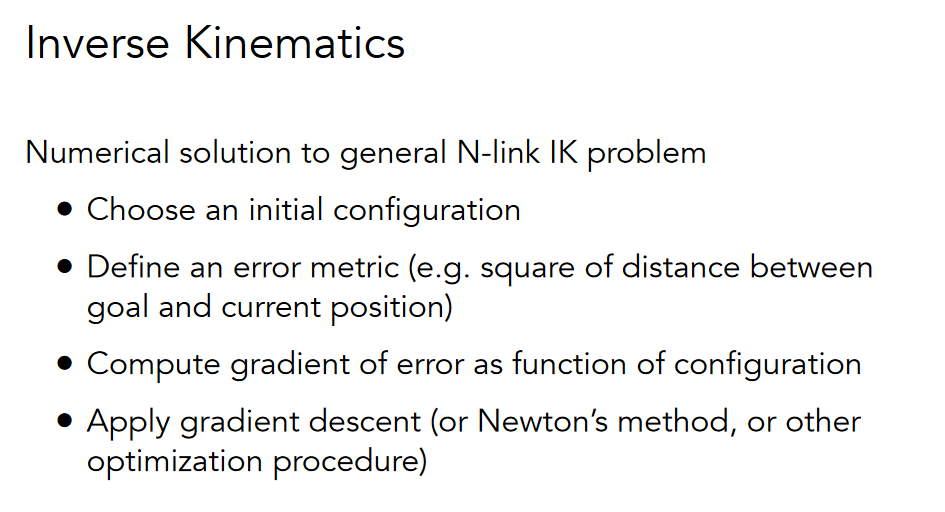 Inverse Kinematics
Numerical solution to general N-link IK problem
• Choose an initial configuration
• Define an error metric (e.g. square of distance between
goal and current position)
• Compute gradient of error as function of configuration
• Apply gradient descent (or Newton’s method, or other
optimization procedure)